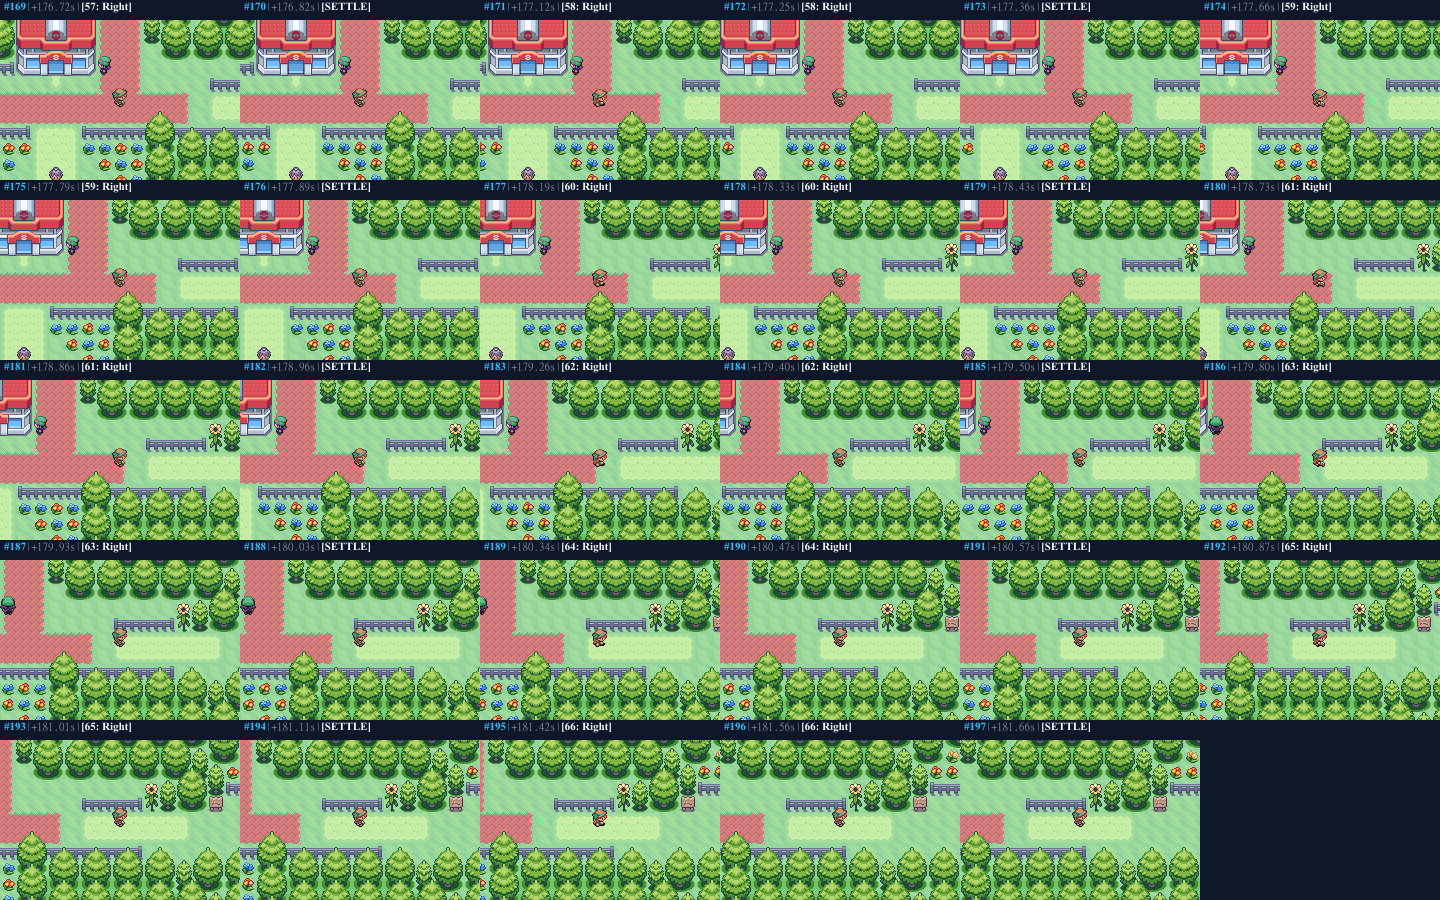 #169|+176.72s|[57: Right] #170|+176.82s|[SETTLE] #171|+177.12s|[58: Right] #172|+177.25s|[58: Right] #173|+177.36s|[SETTLE] #174|+177.66s|[59: Right]
#175|+177.79s|[59: Right] #176|+177.89s|[SETTLE] #177|+178.19s|[60: Right] #178|+178.33s|[60: Right] #179|+178.43s|[SETTLE] #180|+178.73s|[61: Right]
#181|+178.86s|[61: Right] #182|+178.96s|[SETTLE] #183|+179.26s|[62: Right] #184|+179.40s|[62: Right] #185|+179.50s|[SETTLE] #186|+179.80s|[63: Right]
#187|+179.93s|[63: Right] #188|+180.03s|[SETTLE] #189|+180.34s|[64: Right] #190|+180.47s|[64: Right] #191|+180.57s|[SETTLE] #192|+180.87s|[65: Right]
#193|+181.01s|[65: Right] #194|+181.11s|[SETTLE] #195|+181.42s|[66: Right] #196|+181.56s|[66: Right] #197|+181.66s|[SETTLE]